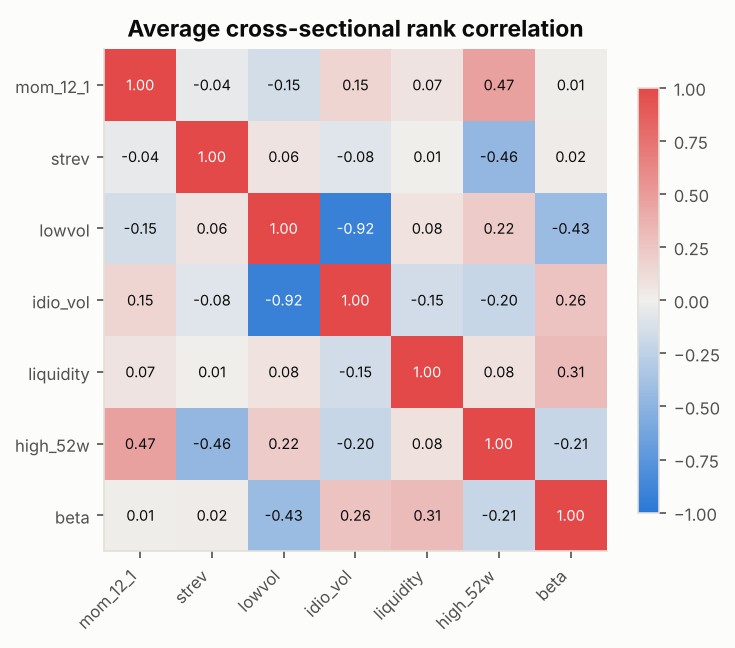 Average cross-sectional rank correlation
mom_12_1 1.00 -0.04 -0.15 0.15 0.07 0.47 0.01
strev -0.04 1.00 0.06 -0.08 0.01 -0.46 0.02
lowvol -0.15 0.06 1.00 -0.92 0.08 0.22 -0.43
idio_vol 0.15 -0.08 -0.92 1.00 -0.15 -0.20 0.26
liquidity 0.07 0.01 0.08 -0.15 1.00 0.08 0.31
high_52w 0.47 -0.46 0.22 -0.20 0.08 1.00 -0.21
beta 0.01 0.02 -0.43 0.26 0.31 -0.21 1.00
mom_12_1 strev lowvol idio_vol liquidity high_52w beta
1.00
0.75
0.50
0.25
0.00
−0.25
−0.50
−0.75
−1.00